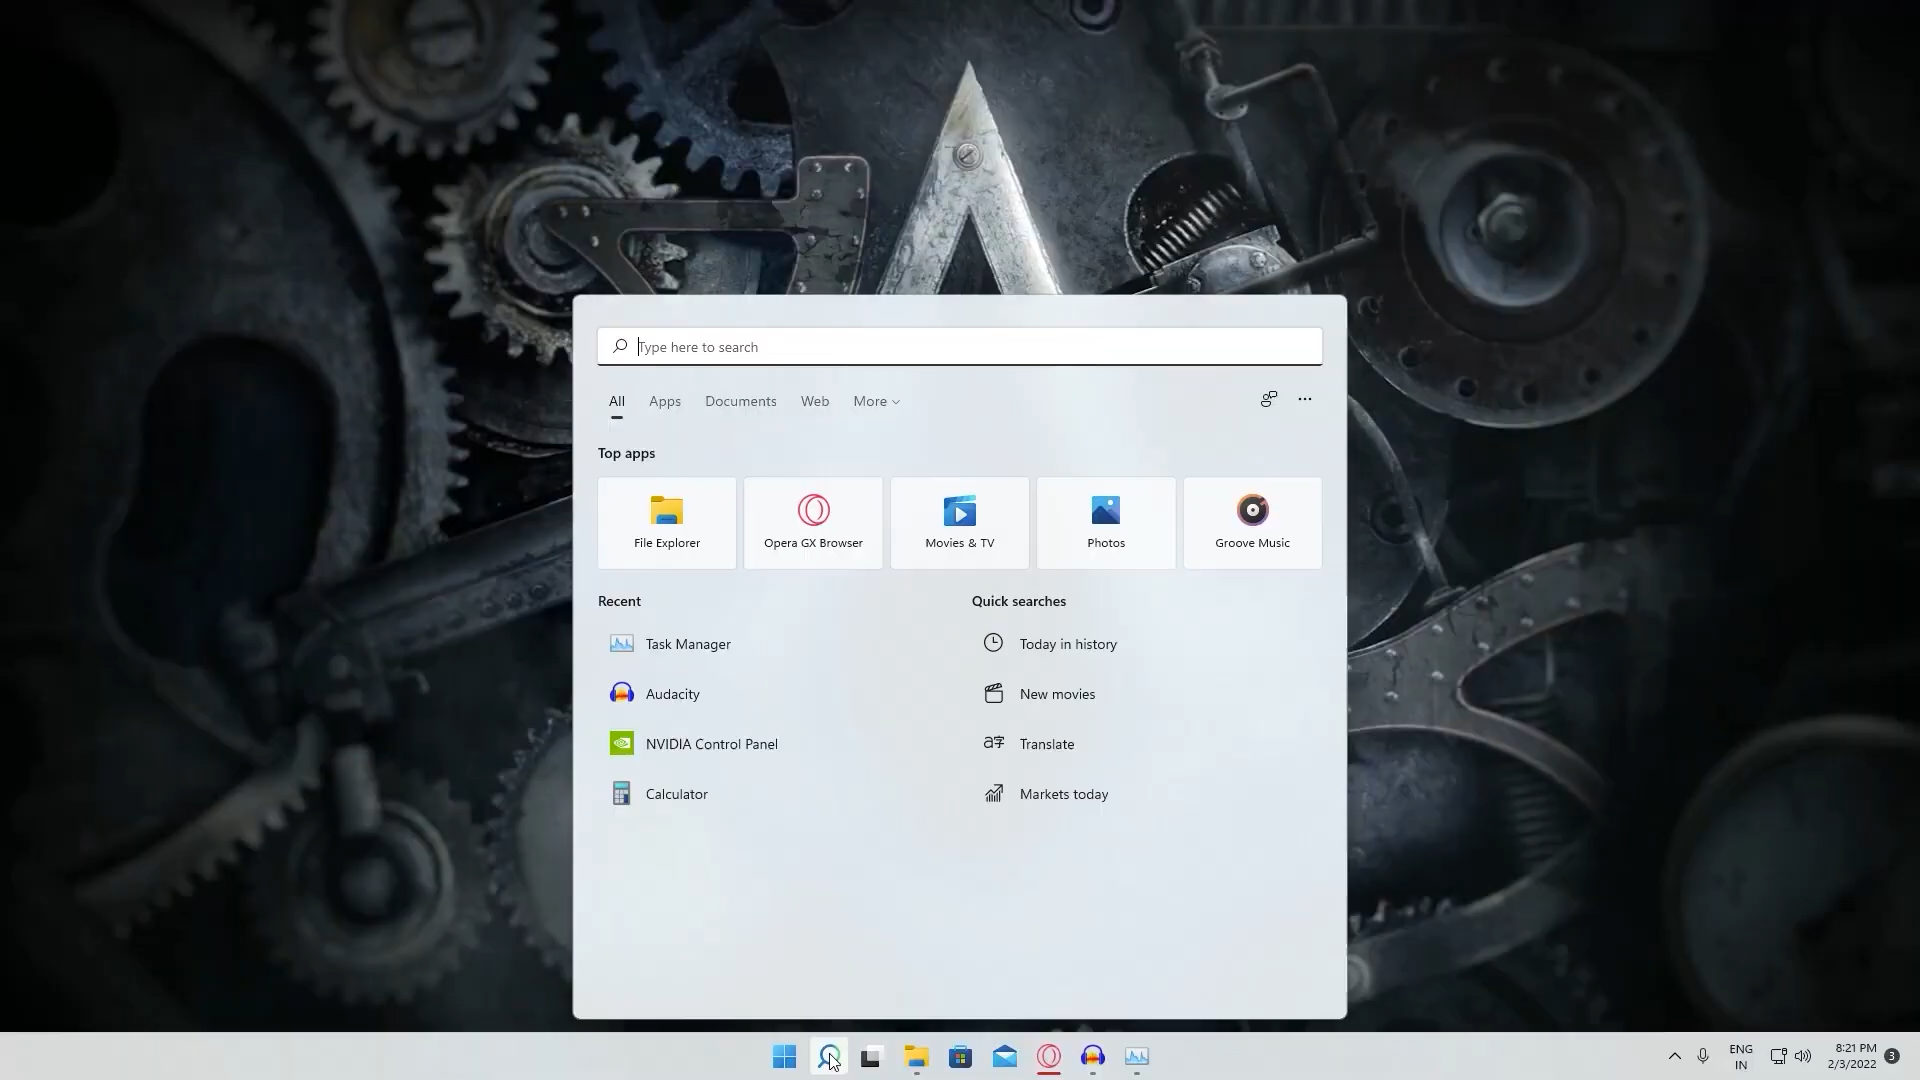 Type here to search
All Apps Documents Web More
Top apps
File Explorer Opera GX Browser Movies & TV Photos Groove Music
Recent Quick searches
Task Manager Today in history
Audacity New movies
NVIDIA Control Panel Translate
Calculator Markets today
ENG 8:21 PM
IN 2/3/2022 3